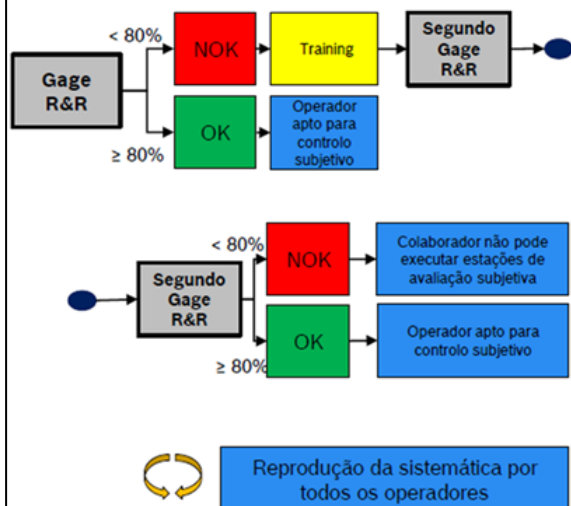 < 80%
NOK
Training
Segundo
Gage
R&R
Gage
R&R
≥ 80%
OK
Operador
apto para
controlo
subjetivo
< 80%
NOK
Colaborador não pode
executar estações de
avaliação subjetiva
Segundo
Gage
R&R
≥ 80%
OK
Operador apto para
controlo subjetivo
Reprodução da sistemática por
todos os operadores